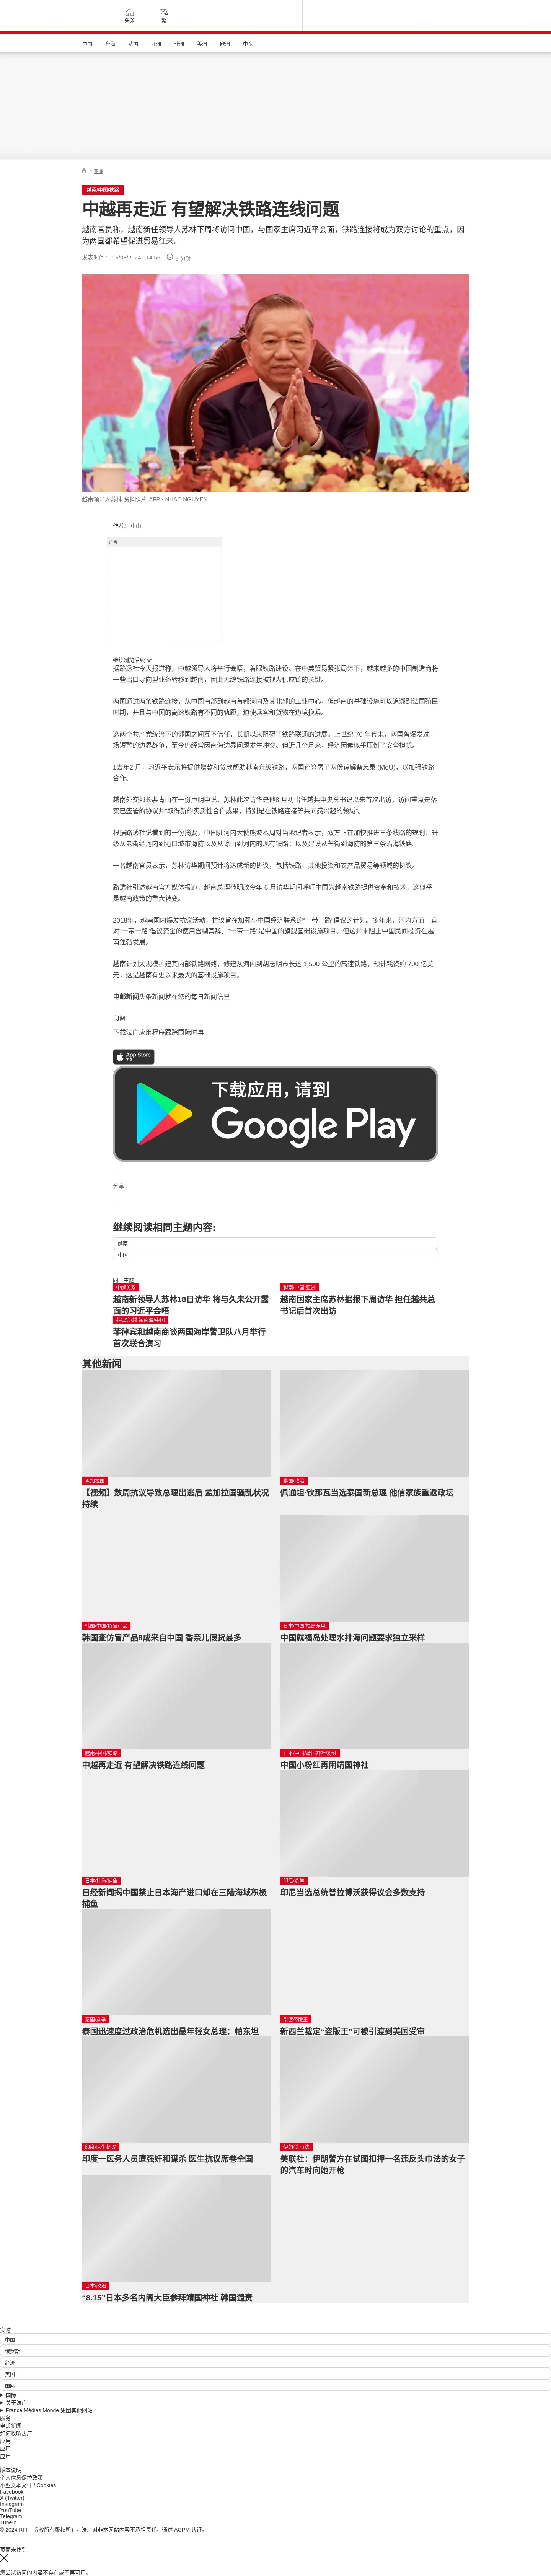 头条
繁
中国
台海
法国
亚洲
非洲
美洲
欧洲
中东
/ 亚洲
越南/中国/铁路
中越再走近 有望解决铁路连线问题
越南官员称，越南新任领导人苏林下周将访问中国，与国家主席习近平会面，铁路连接将成为双方讨论的重点，因
为两国都希望促进贸易往来。
发表时间： 16/08/2024 - 14:55 5 分钟
越南领导人苏林 资料照片 AFP - NHAC NGUYEN
作者： 小山
广告
继续浏览后续
据路透社今天报道称，中越领导人将举行会晤，着眼铁路建设。在中美贸易紧张局势下，越来越多的中国制造商将
一些出口导向型业务转移到越南，因此无缝铁路连接被视为供应链的关键。
两国通过两条铁路连接，从中国南部到越南首都河内及其北部的工业中心，但越南的基础设施可以追溯到法国殖民
时期，并且与中国的高速铁路有不同的轨距，迫使乘客和货物在边境换乘。
这两个共产党统治下的邻国之间互不信任，长期以来阻碍了铁路联通的进展。上世纪 70 年代末，两国曾爆发过一
场短暂的边界战争，至今仍经常因南海边界问题发生冲突。但近几个月来，经济因素似乎压倒了安全担忧。
1去年2 月，习近平表示将提供赠款和贷款帮助越南升级铁路，两国还签署了两份谅解备忘录 (MoU)，以加强铁路
合作。
越南外交部长裴青山在一份声明中说，苏林此次访华是他8 月初出任越共中央总书记以来首次出访，访问重点是落
实已签署的协议并“取得新的实质性合作成果，特别是在铁路连接等共同感兴趣的领域”。
根据路透社说看到的一份摘要，中国驻河内大使熊波本周对当地记者表示，双方正在加快推进三条线路的规划：升
级从老街经河内到港口城市海防以及从谅山到河内的现有铁路；以及建设从芒街到海防的第三条沿海铁路。
一名越南官员表示，苏林访华期间预计将达成新的协议，包括铁路、其他投资和农产品贸易等领域的协议。
路透社引述越南官方媒体报道，越南总理范明政今年 6 月访华期间呼吁中国为越南铁路提供资金和技术，这似乎
是越南政策的重大转变。
2018年，越南国内爆发抗议活动，抗议旨在加强与中国经济联系的“一带一路”倡议的计划。多年来，河内方面一直
对“一带一路”倡议资金的使用含糊其辞。“一带一路”是中国的旗舰基础设施项目。但这并未阻止中国民间投资在越
南蓬勃发展。
越南计划大规模扩建其内部铁路网络，修建从河内到胡志明市长达 1,500 公里的高速铁路，预计耗资约 700 亿美
元，这是越南有史以来最大的基础设施项目。
电邮新闻头条新闻就在您的每日新闻信里
订阅
下载法广应用程序跟踪国际时事
App Store
下载
下载应用，请到
Google Play
分享 :
继续阅读相同主题内容:
越南
中国
同一主题
中越关系
越南新领导人苏林18日访华 将与久未公开露
面的习近平会晤
越南/中国/亚洲
越南国家主席苏林据报下周访华 担任越共总
书记后首次出访
菲律宾/越南/南海/中国
菲律宾和越南商谈两国海岸警卫队八月举行
首次联合演习
其他新闻
孟加拉国
【视频】数周抗议导致总理出逃后 孟加拉国骚乱状况
持续
泰国/政治
佩通坦·钦那瓦当选泰国新总理 他信家族重返政坛
韩国/中国/假冒产品
韩国查仿冒产品8成来自中国 香奈儿假货最多
日本/中国/福岛东电
中国就福岛处理水排海问题要求独立采样
越南/中国/铁路
中越再走近 有望解决铁路连线问题
日本/中国/靖国神社/粉红
中国小粉红再闹靖国神社
日本/排海/捕鱼
日经新闻揭中国禁止日本海产进口却在三陆海域积极
捕鱼
印尼/选举
印尼当选总统普拉博沃获得议会多数支持
泰国/选举
泰国迅速度过政治危机选出最年轻女总理：帕东坦
引渡盗版王
新西兰裁定“盗版王”可被引渡到美国受审
印度/医生抗议
印度一医务人员遭强奸和谋杀 医生抗议席卷全国
伊朗/头巾法
美联社：伊朗警方在试图扣押一名违反头巾法的女子
的汽车时向她开枪
日本/政治
“8.15”日本多名内阁大臣参拜靖国神社 韩国谴责
实时
中国
俄罗斯
经济
美国
国际
国际
关于法广
France Médias Monde 集团其他网站
服务
电邮新闻
如何收听法广
应用
应用
应用
版本说明
个人信息保护政策
小型文本文件 / Cookies
Facebook
X (Twitter)
Instagram
YouTube
Telegram
TuneIn
© 2024 RFI – 版权所有版权所有。法广对非本网站内容不承担责任。通过 ACPM 认证。
页面未找到
您尝试访问的内容不存在或不再可用。